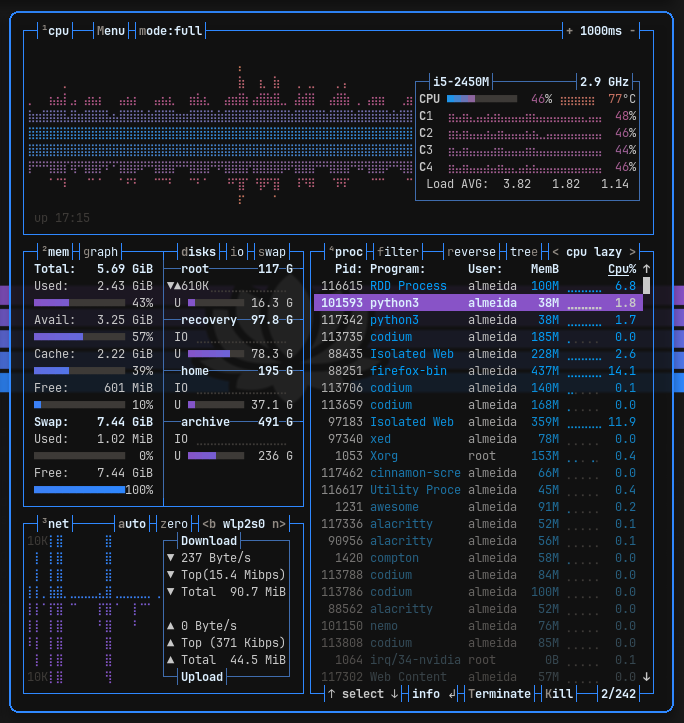 ¹cpu Menu mode:full + 1000ms -
i5-2450M 2.9 GHz
CPU 46% 77°C
C1 48%
C2 46%
C3 44%
C4 46%
Load AVG: 3.82 1.82 1.14
up 17:15
²mem graph
Total: 5.69 GiB
Used: 2.43 GiB
43%
Avail: 3.25 GiB
57%
Cache: 2.22 GiB
39%
Free: 601 MiB
10%
Swap: 7.44 GiB
Used: 1.02 MiB
0%
Free: 7.44 GiB
100%
disks io swap
root 117 G
▼▲610K
U 16.3 G
recovery 97.8 G
IO
U 78.3 G
home 195 G
IO
U 37.1 G
archive 491 G
IO
U 236 G
³net auto zero <b wlp2s0 n>
10K
10K
Download
▼ 237 Byte/s
▼ Top(15.4 Mibps)
▼ Total 90.7 MiB
▲ 0 Byte/s
▲ Top (371 Kibps)
▲ Total 44.5 MiB
Upload
⁴proc filter reverse tree < cpu lazy >
Pid: Program: User: MemB Cpu% ↑
116615 RDD Process almeida 100M 6.8
101593 python3 almeida 38M 1.8
117342 python3 almeida 38M 1.7
113735 codium almeida 185M 0.0
88435 Isolated Web almeida 228M 2.6
88251 firefox-bin almeida 437M 14.1
113706 codium almeida 140M 0.1
113659 codium almeida 168M 0.0
97183 Isolated Web almeida 359M 11.9
97340 xed almeida 78M 0.0
1053 Xorg root 153M 0.4
117462 cinnamon-scre almeida 66M 0.0
116617 Utility Proce almeida 45M 0.4
1231 awesome almeida 91M 0.2
117336 alacritty almeida 52M 0.1
90956 alacritty almeida 56M 0.1
1420 compton almeida 58M 0.0
113788 codium almeida 84M 0.0
113786 codium almeida 100M 0.0
88562 alacritty almeida 52M 0.0
101150 nemo almeida 76M 0.0
113808 codium almeida 85M 0.0
1064 irq/34-nvidia root 0B 0.1
117302 Web Content almeida 57M 0.0 ↓
↑ select ↓ info ↲ Terminate Kill 2/242